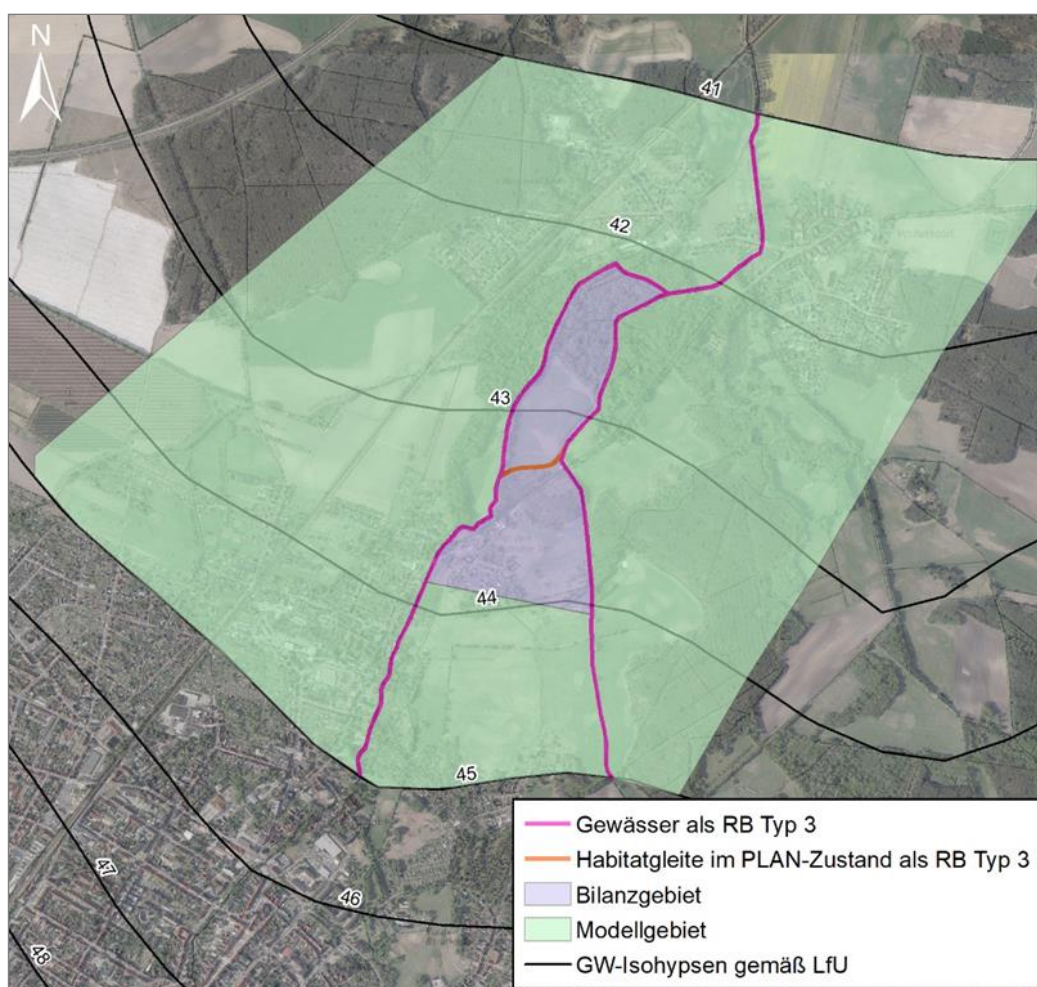 N
41
42
43
44
45
46
47
48
Gewässer als RB Typ 3
Habitatgleite im PLAN-Zustand als RB Typ 3
Bilanzgebiet
Modellgebiet
GW-Isohypsen gemäß LfU